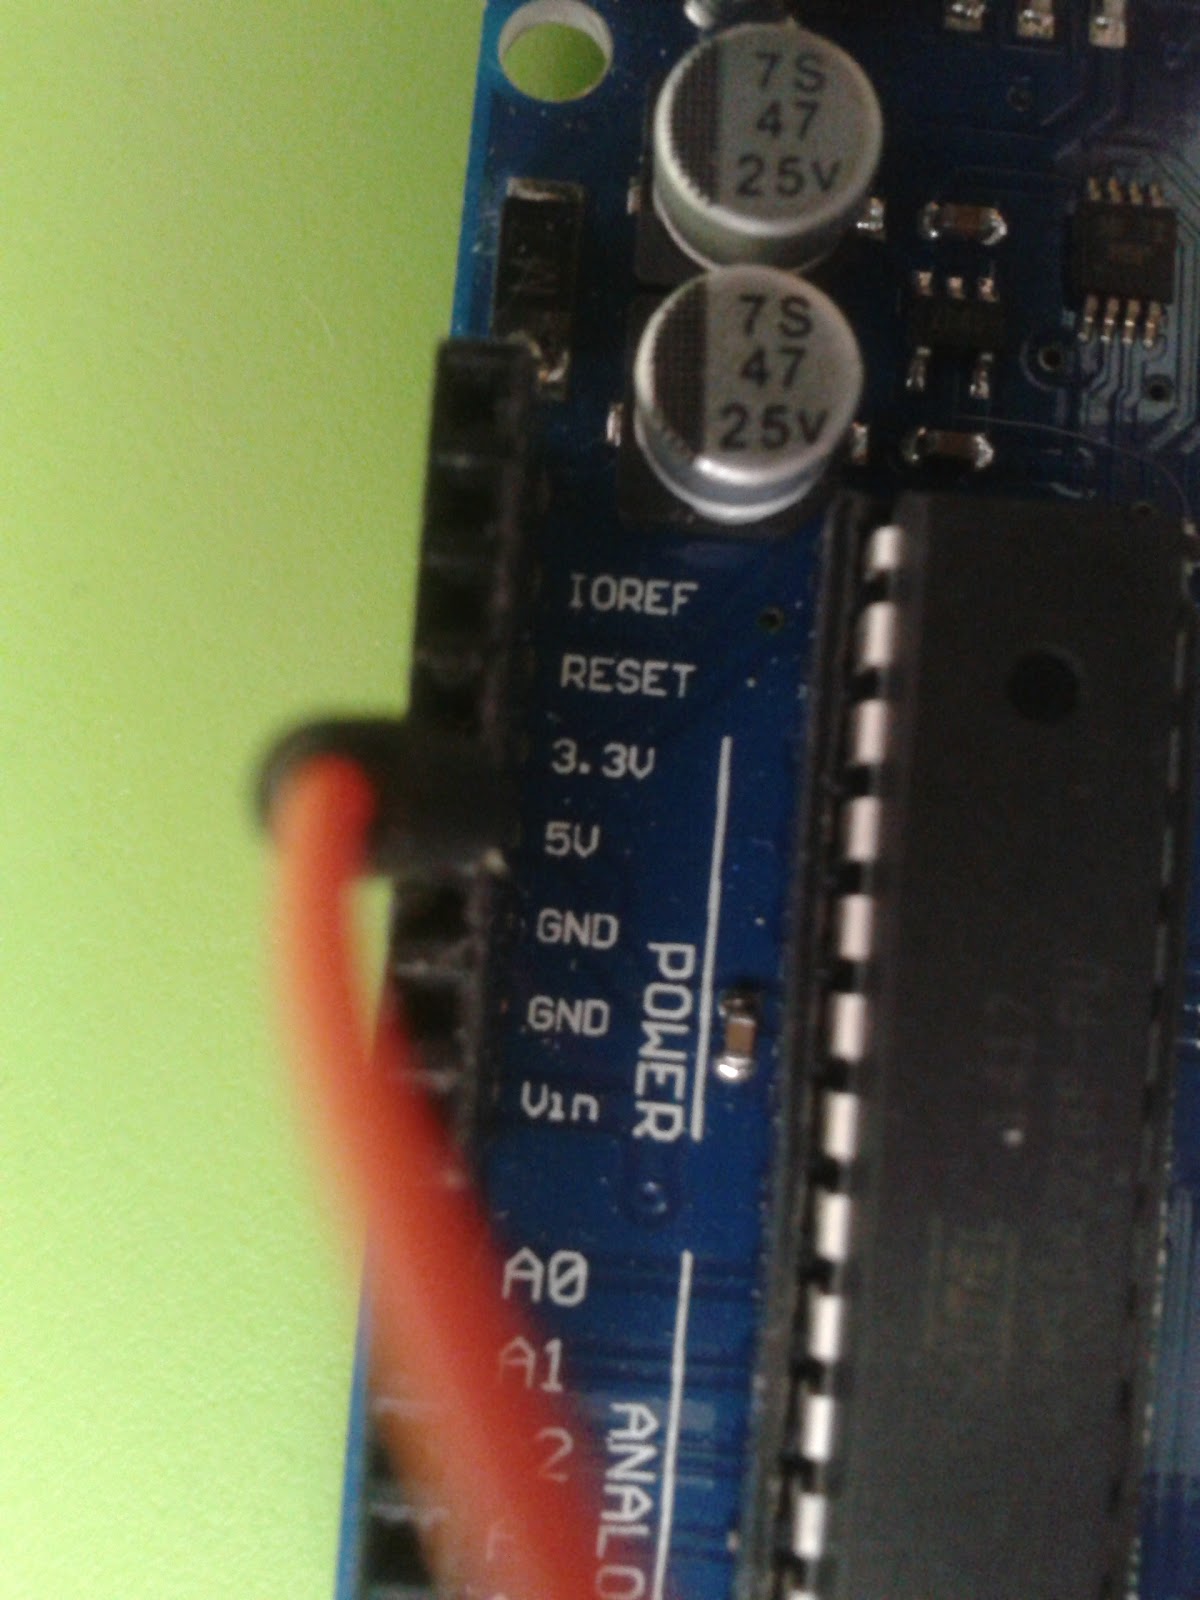 7S
47
25V
7S
47
25V
IOREF
RESET
3.3V
5V
GND
GND
Vin
POWER
A0
A1
2
ANALO